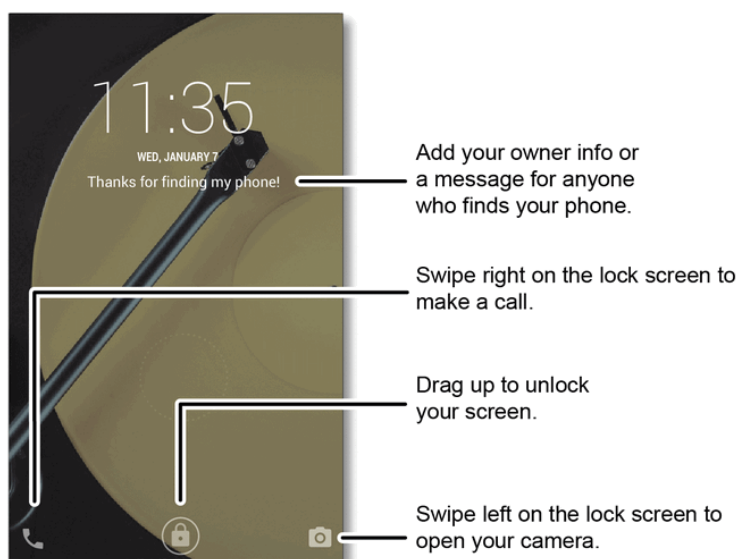 11:35
WED, JANUARY 7
Thanks for finding my phone!
Add your owner info or
a message for anyone
who finds your phone.
Swipe right on the lock screen to
make a call.
Drag up to unlock
your screen.
Swipe left on the lock screen to
open your camera.